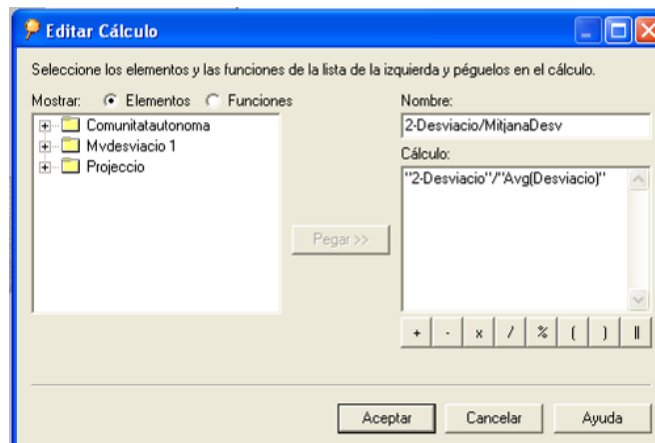 Editar Cálculo
Seleccione los elementos y las funciones de la lista de la izquierda y péguelos en el cálculo.
Mostrar: Elementos Funciones
Nombre:
Comunitatautonoma
Mvdesviacio 1
Projeccio
2-Desviacio/MitjanaDesv
Cálculo:
"2-Desviacio"/"Avg(Desviacio)"
Pegar >>
+ - x / % ( ) ||
Aceptar Cancelar Ayuda